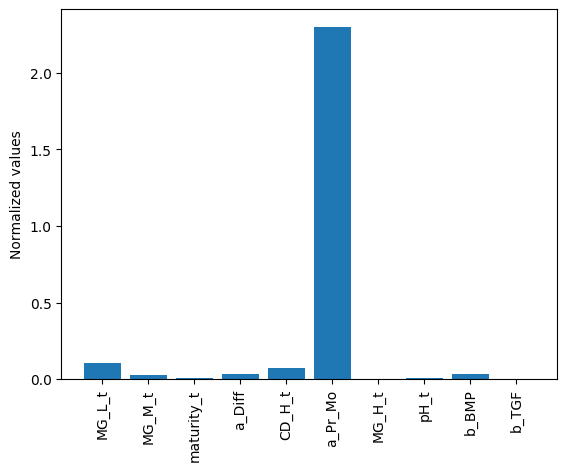 Normalized values
2.0
1.5
1.0
0.5
0.0
MG_L_t
MG_M_t
maturity_t
a_Diff
CD_H_t
a_Pr_Mo
MG_H_t
pH_t
b_BMP
b_TGF